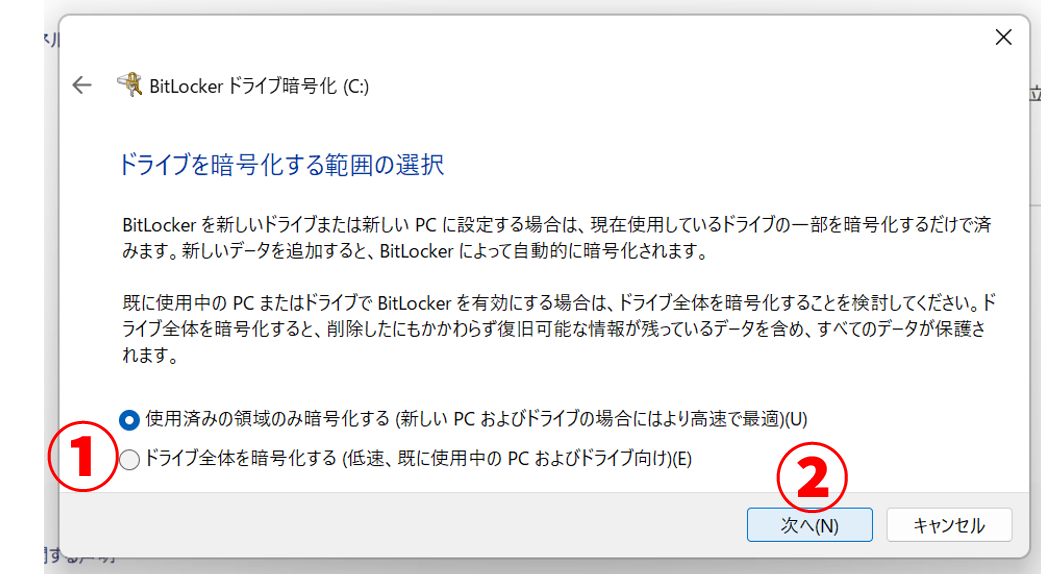 BitLocker ドライブ暗号化 (C:)
ドライブを暗号化する範囲の選択
BitLocker を新しいドライブまたは新しい PC に設定する場合は、現在使用しているドライブの一部を暗号化するだけで済
みます。新しいデータを追加すると、BitLocker によって自動的に暗号化されます。
既に使用中の PC またはドライブで BitLocker を有効にする場合は、ドライブ全体を暗号化することを検討してください。ド
ライブ全体を暗号化すると、削除したにもかかわらず復旧可能な情報が残っているデータを含め、すべてのデータが保護さ
れます。
使用済みの領域のみ暗号化する (新しい PC およびドライブの場合にはより高速で最適)(U)
1
ドライブ全体を暗号化する (低速、既に使用中の PC およびドライブ向け)(E)
2
次へ(N)
キャンセル